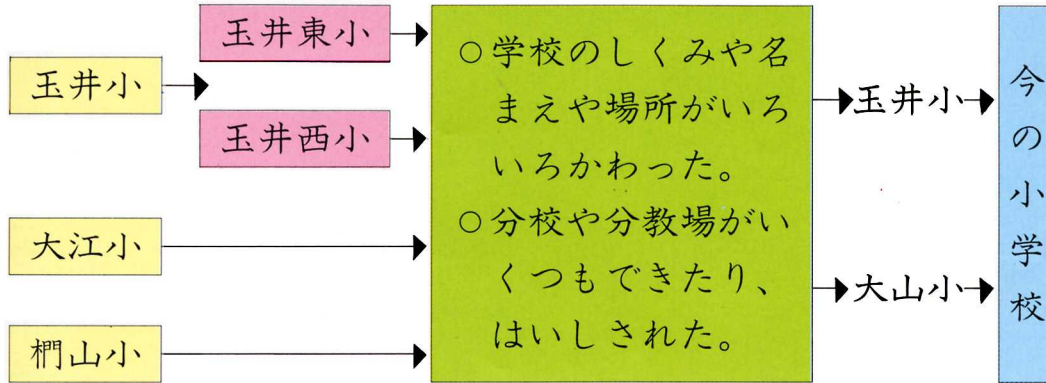 玉井小
玉井東小
玉井西小
大江小
椚山小
○学校のしくみや名
まえや場所がいろ
いろかわった。
○分校や分教場がい
くつもできたり、
はいしされた。
玉井小
大山小
今の小学校